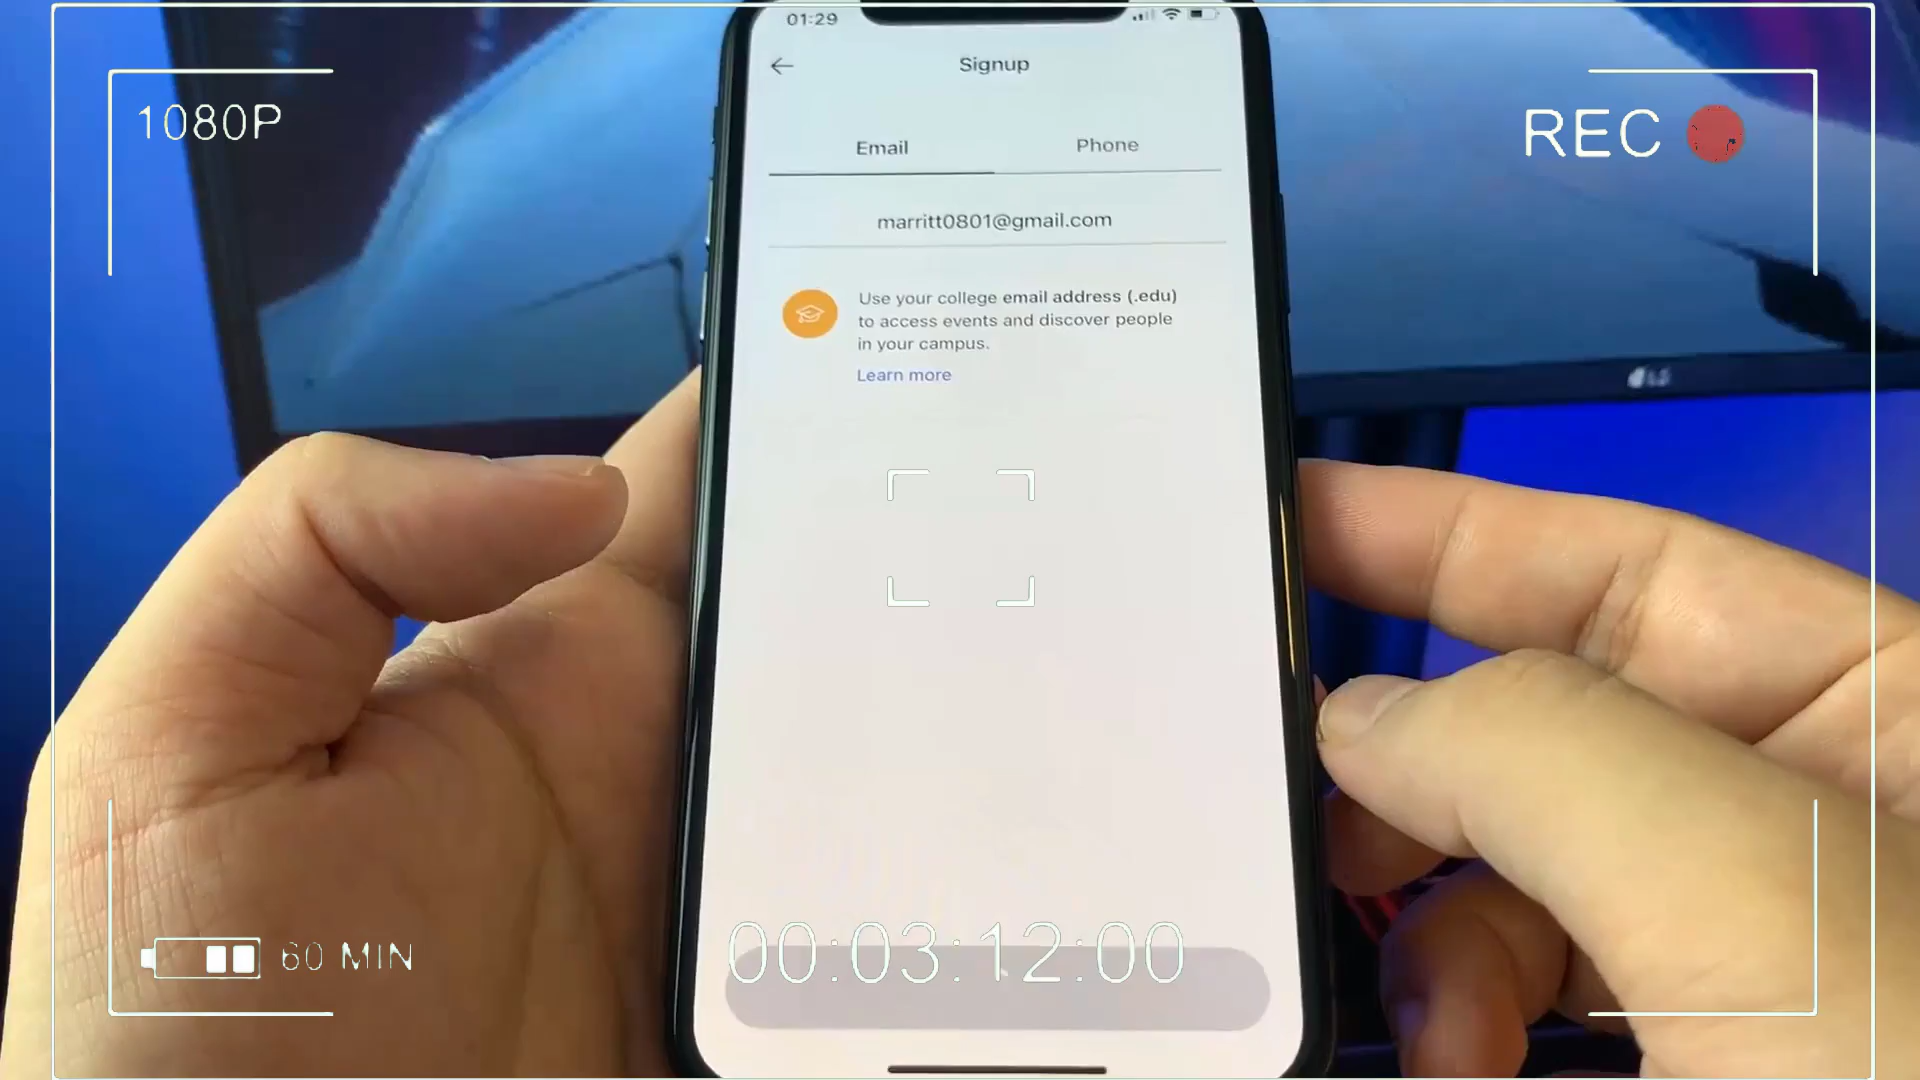 01:29
Signup
1080P
REC
Email
Phone
marritt0801@gmail.com
Use your college email address (.edu)
to access events and discover people
in your campus.
Learn more
LG
00:03:12:00
60 MIN